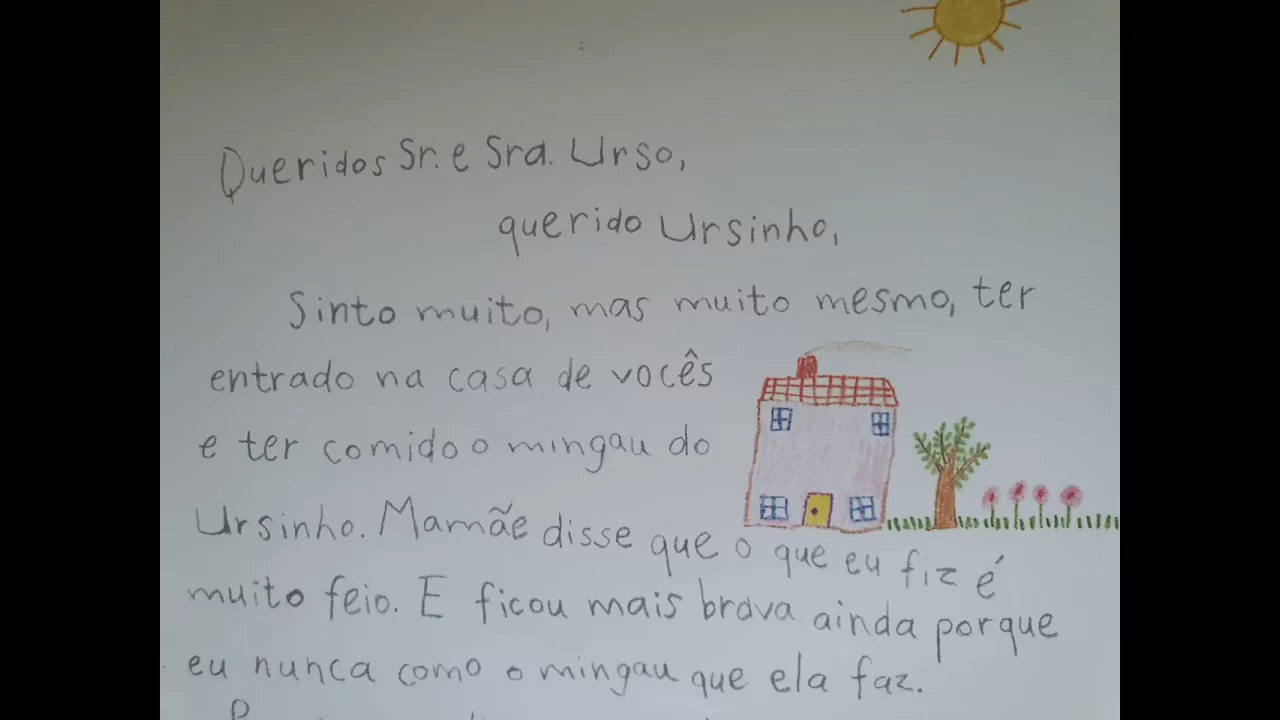 Queridos Sr. e Sra. Urso,
querido Ursinho,
Sinto muito, mas muito mesmo, ter
entrado na casa de vocês
e ter comido o mingau do
Ursinho. Mamãe disse que o que eu fiz é
muito feio. E ficou mais brava ainda porque
eu nunca como o mingau que ela faz.